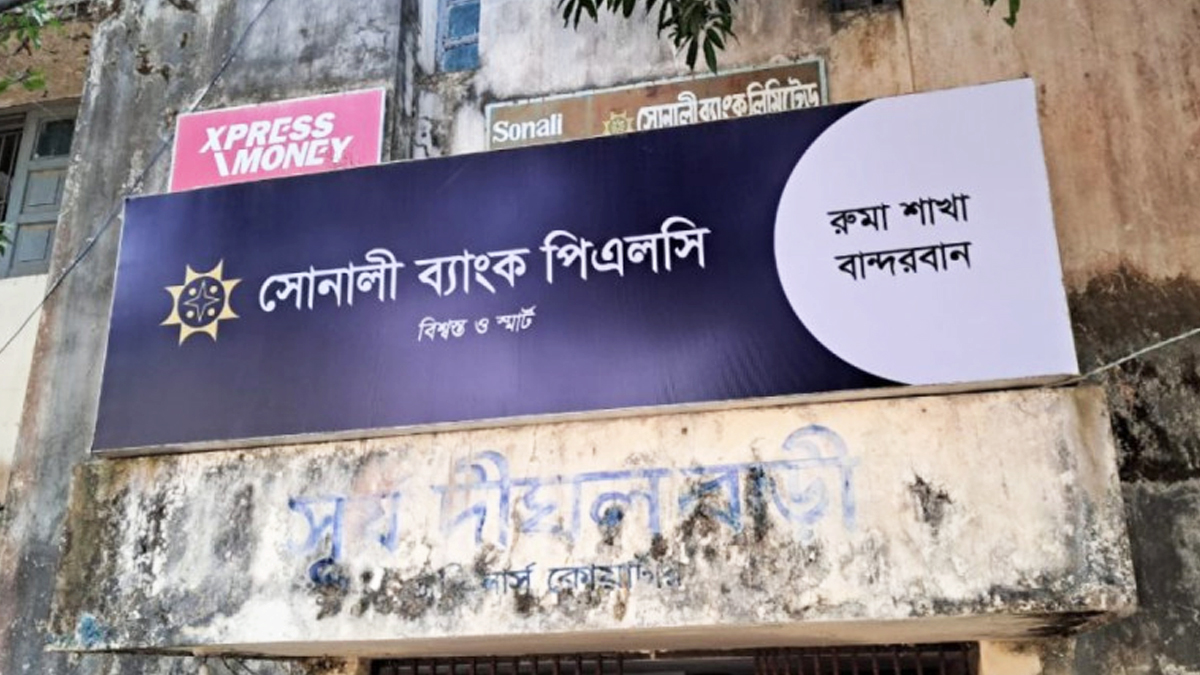 XPRESS
MONEY
Sonali
সোনালী ব্যাংক লিমিটেড
সোনালী ব্যাংক পিএলসি
বিশ্বস্ত ও স্মার্ট
রুমা শাখা
বান্দরবান
সূর্য দীঘল বাড়ী
নার্স কোয়ার্টার